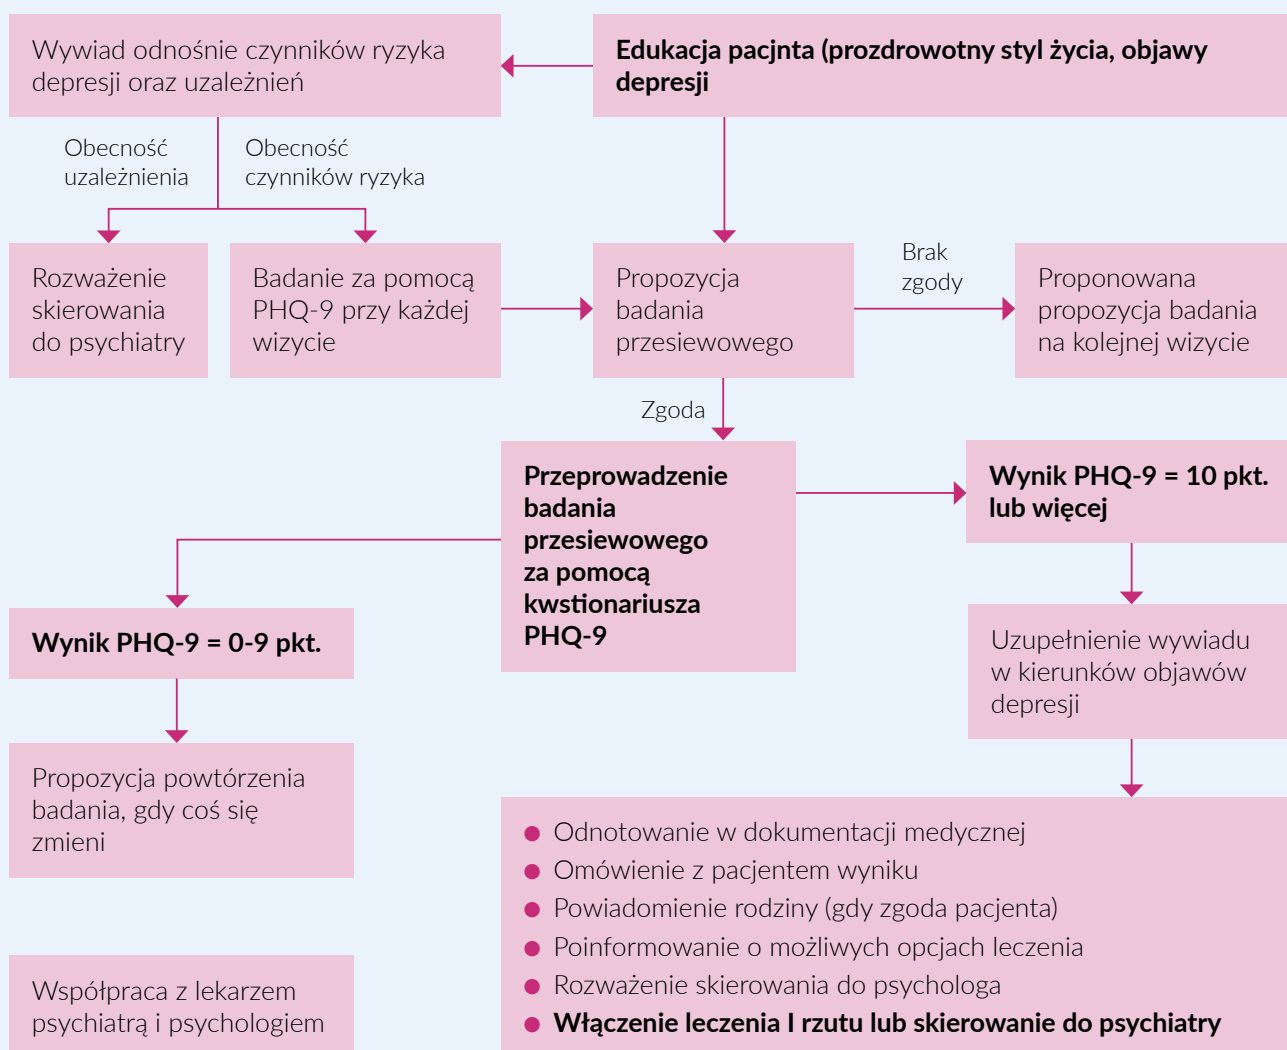 Wywiad odnośnie czynników ryzyka
depresji oraz uzależnień
Edukacja pacjnta (prozdrowotny styl życia, objawy
depresji
Obecność
uzależnienia
Obecność
czynników ryzyka
Rozważenie
skierowania
do psychiatry
Badanie za pomocą
PHQ-9 przy każdej
wizycie
Propozycja
badania
przesiewowego
Brak
zgody
Proponowana
propozycja badania
na kolejnej wizycie
Zgoda
Przeprowadzenie
badania
przesiewowego
za pomocą
kwstionariusza
PHQ-9
Wynik PHQ-9 = 10 pkt.
lub więcej
Wynik PHQ-9 = 0-9 pkt.
Uzupełnienie wywiadu
w kierunków objawów
depresji
Propozycja powtórzenia
badania, gdy coś się
zmieni
Odnotowanie w dokumentacji medycznej
Omówienie z pacjentem wyniku
Powiadomienie rodziny (gdy zgoda pacjenta)
Poinformowanie o możliwych opcjach leczenia
Rozważenie skierowania do psychologa
Włączenie leczenia I rzutu lub skierowanie do psychiatry
Współpraca z lekarzem
psychiatrą i psychologiem